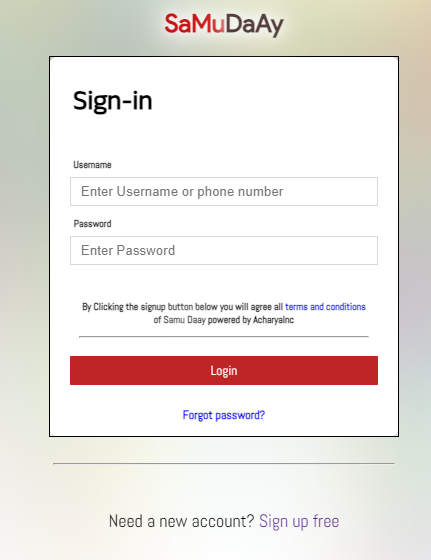 SaMuDaAy
Sign-in
Username
Enter Username or phone number
Password
Enter Password
By Clicking the signup button below you will agree all terms and conditions
of Samu Daay powered by AcharyaInc
Login
Forgot password?
Need a new account? Sign up free